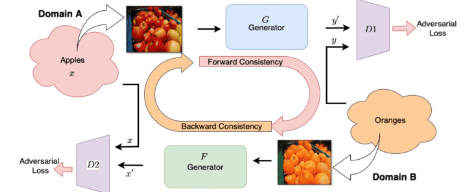 Domain A
Apples
x
G
Generator
y′
y
D1
Adversarial
Loss
Forward Consistency
Backward Consistency
Oranges
Domain B
F
Generator
x
x′
D2
Adversarial
Loss